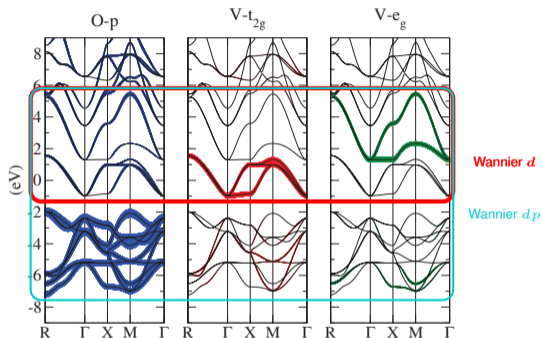 O-p V-t2g V-eg
8
6
4
2
0
-2
-4
-6
-8
(eV)
R Γ X M Γ R Γ X M Γ R Γ X M Γ
Wannier d
Wannier dp